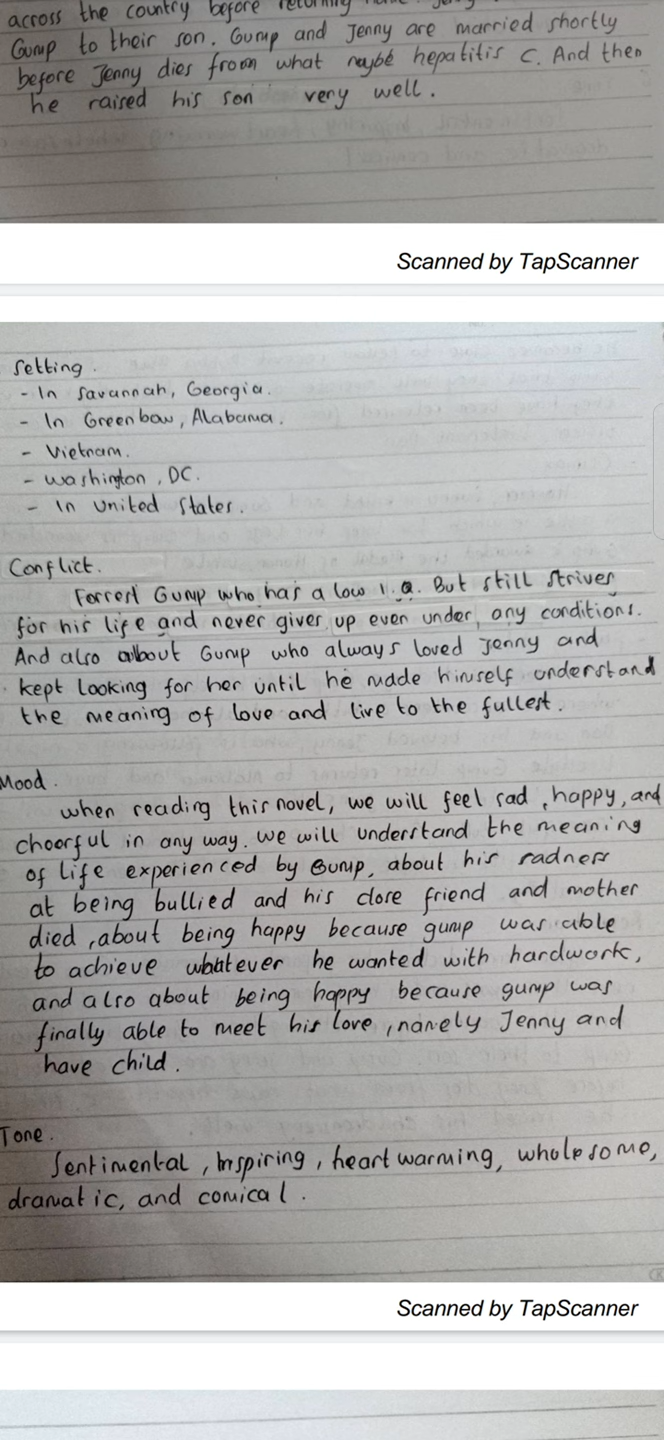 across the country before returning
Gump to their son. Gump and Jenny are married shortly
before Jenny dies from what maybe hepatitis C. And then
he raised his son very well.
Scanned by TapScanner
Setting.
- In Savannah, Georgia.
- In Greenbow, Alabama.
- Vietnam.
- Washington, DC.
- In United States.
Conflict.
Forrest Gump who has a low I.Q. But still strives
for his life and never gives up even under any conditions.
And also about Gump who always loved Jenny and
kept looking for her until he made himself understand
the meaning of love and live to the fullest.
Mood.
when reading this novel, we will feel sad, happy, and
cheerful in any way. We will understand the meaning
of life experienced by Gump, about his sadness
at being bullied and his close friend and mother
died, about being happy because gump was able
to achieve whatever he wanted with hardwork,
and also about being happy because gump was
finally able to meet his love, namely Jenny and
have child.
Tone.
Sentimental, Inspiring, heartwarming, wholesome,
dramatic, and comical.
Scanned by TapScanner